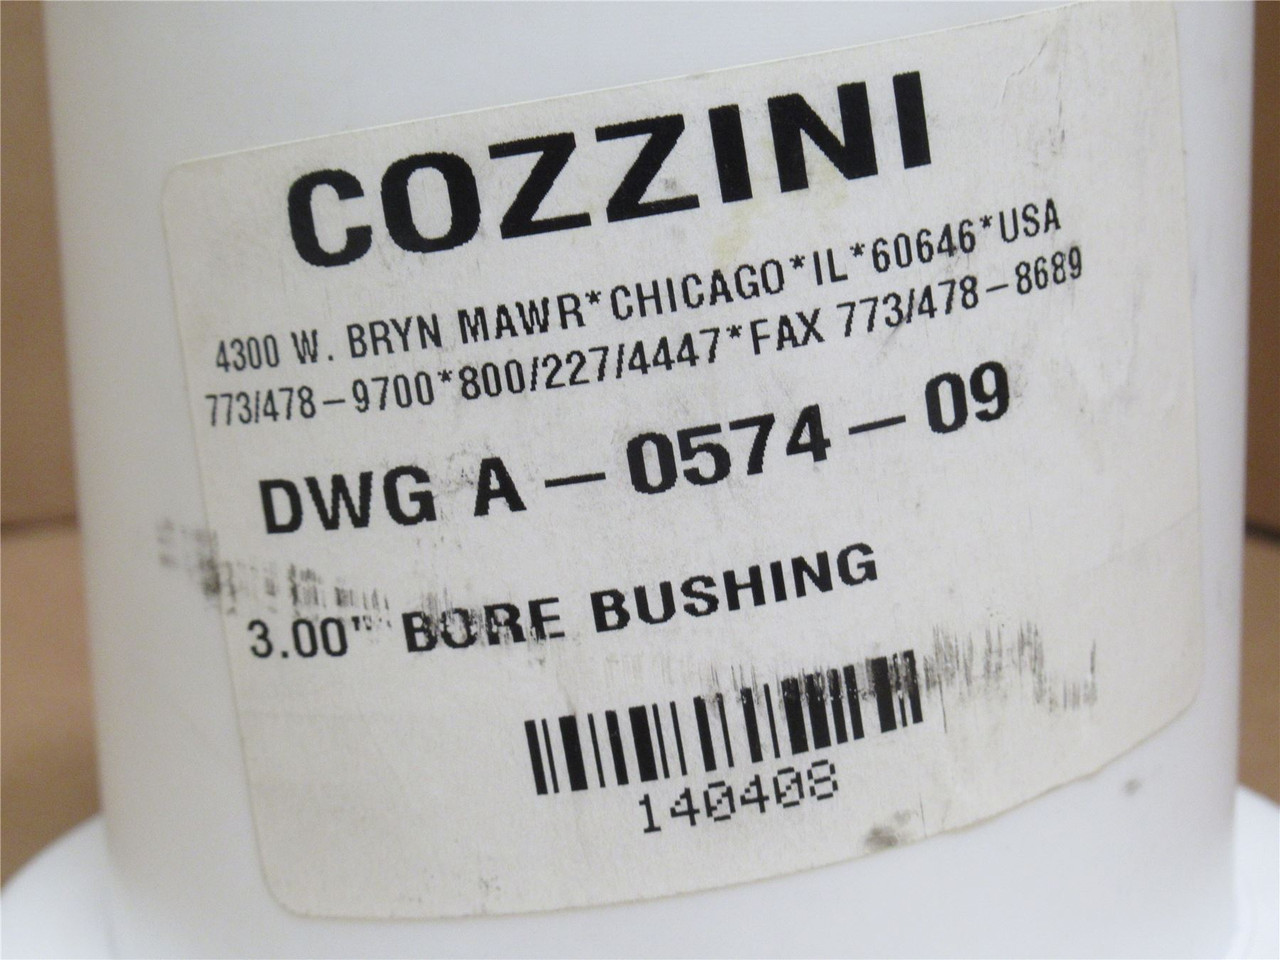 COZZINI
4300 W. BRYN MAWR*CHICAGO*IL*60646*USA
773/478-9700*800/227/4447*FAX 773/478-8689
DWG A-0574-09
3.00" BORE BUSHING
140408